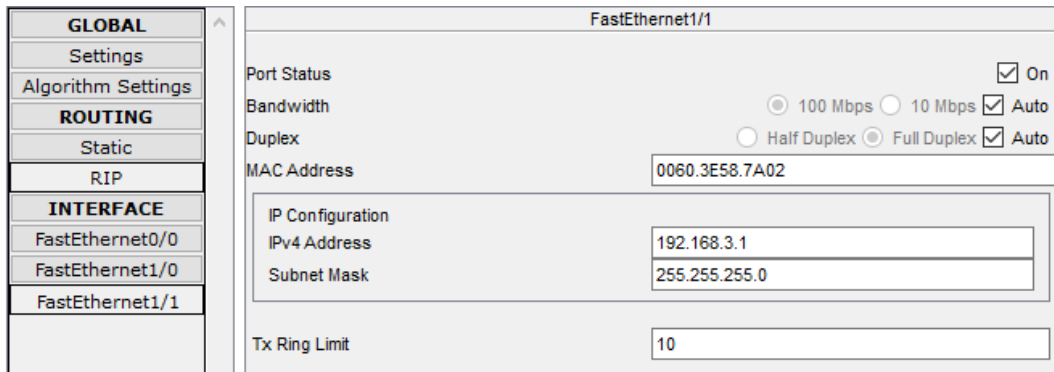 GLOBAL
Settings
Algorithm Settings
ROUTING
Static
RIP
INTERFACE
FastEthernet0/0
FastEthernet1/0
FastEthernet1/1
FastEthernet1/1
Port Status On
Bandwidth 100 Mbps 10 Mbps Auto
Duplex Half Duplex Full Duplex Auto
MAC Address 0060.3E58.7A02
IP Configuration
IPv4 Address 192.168.3.1
Subnet Mask 255.255.255.0
Tx Ring Limit 10